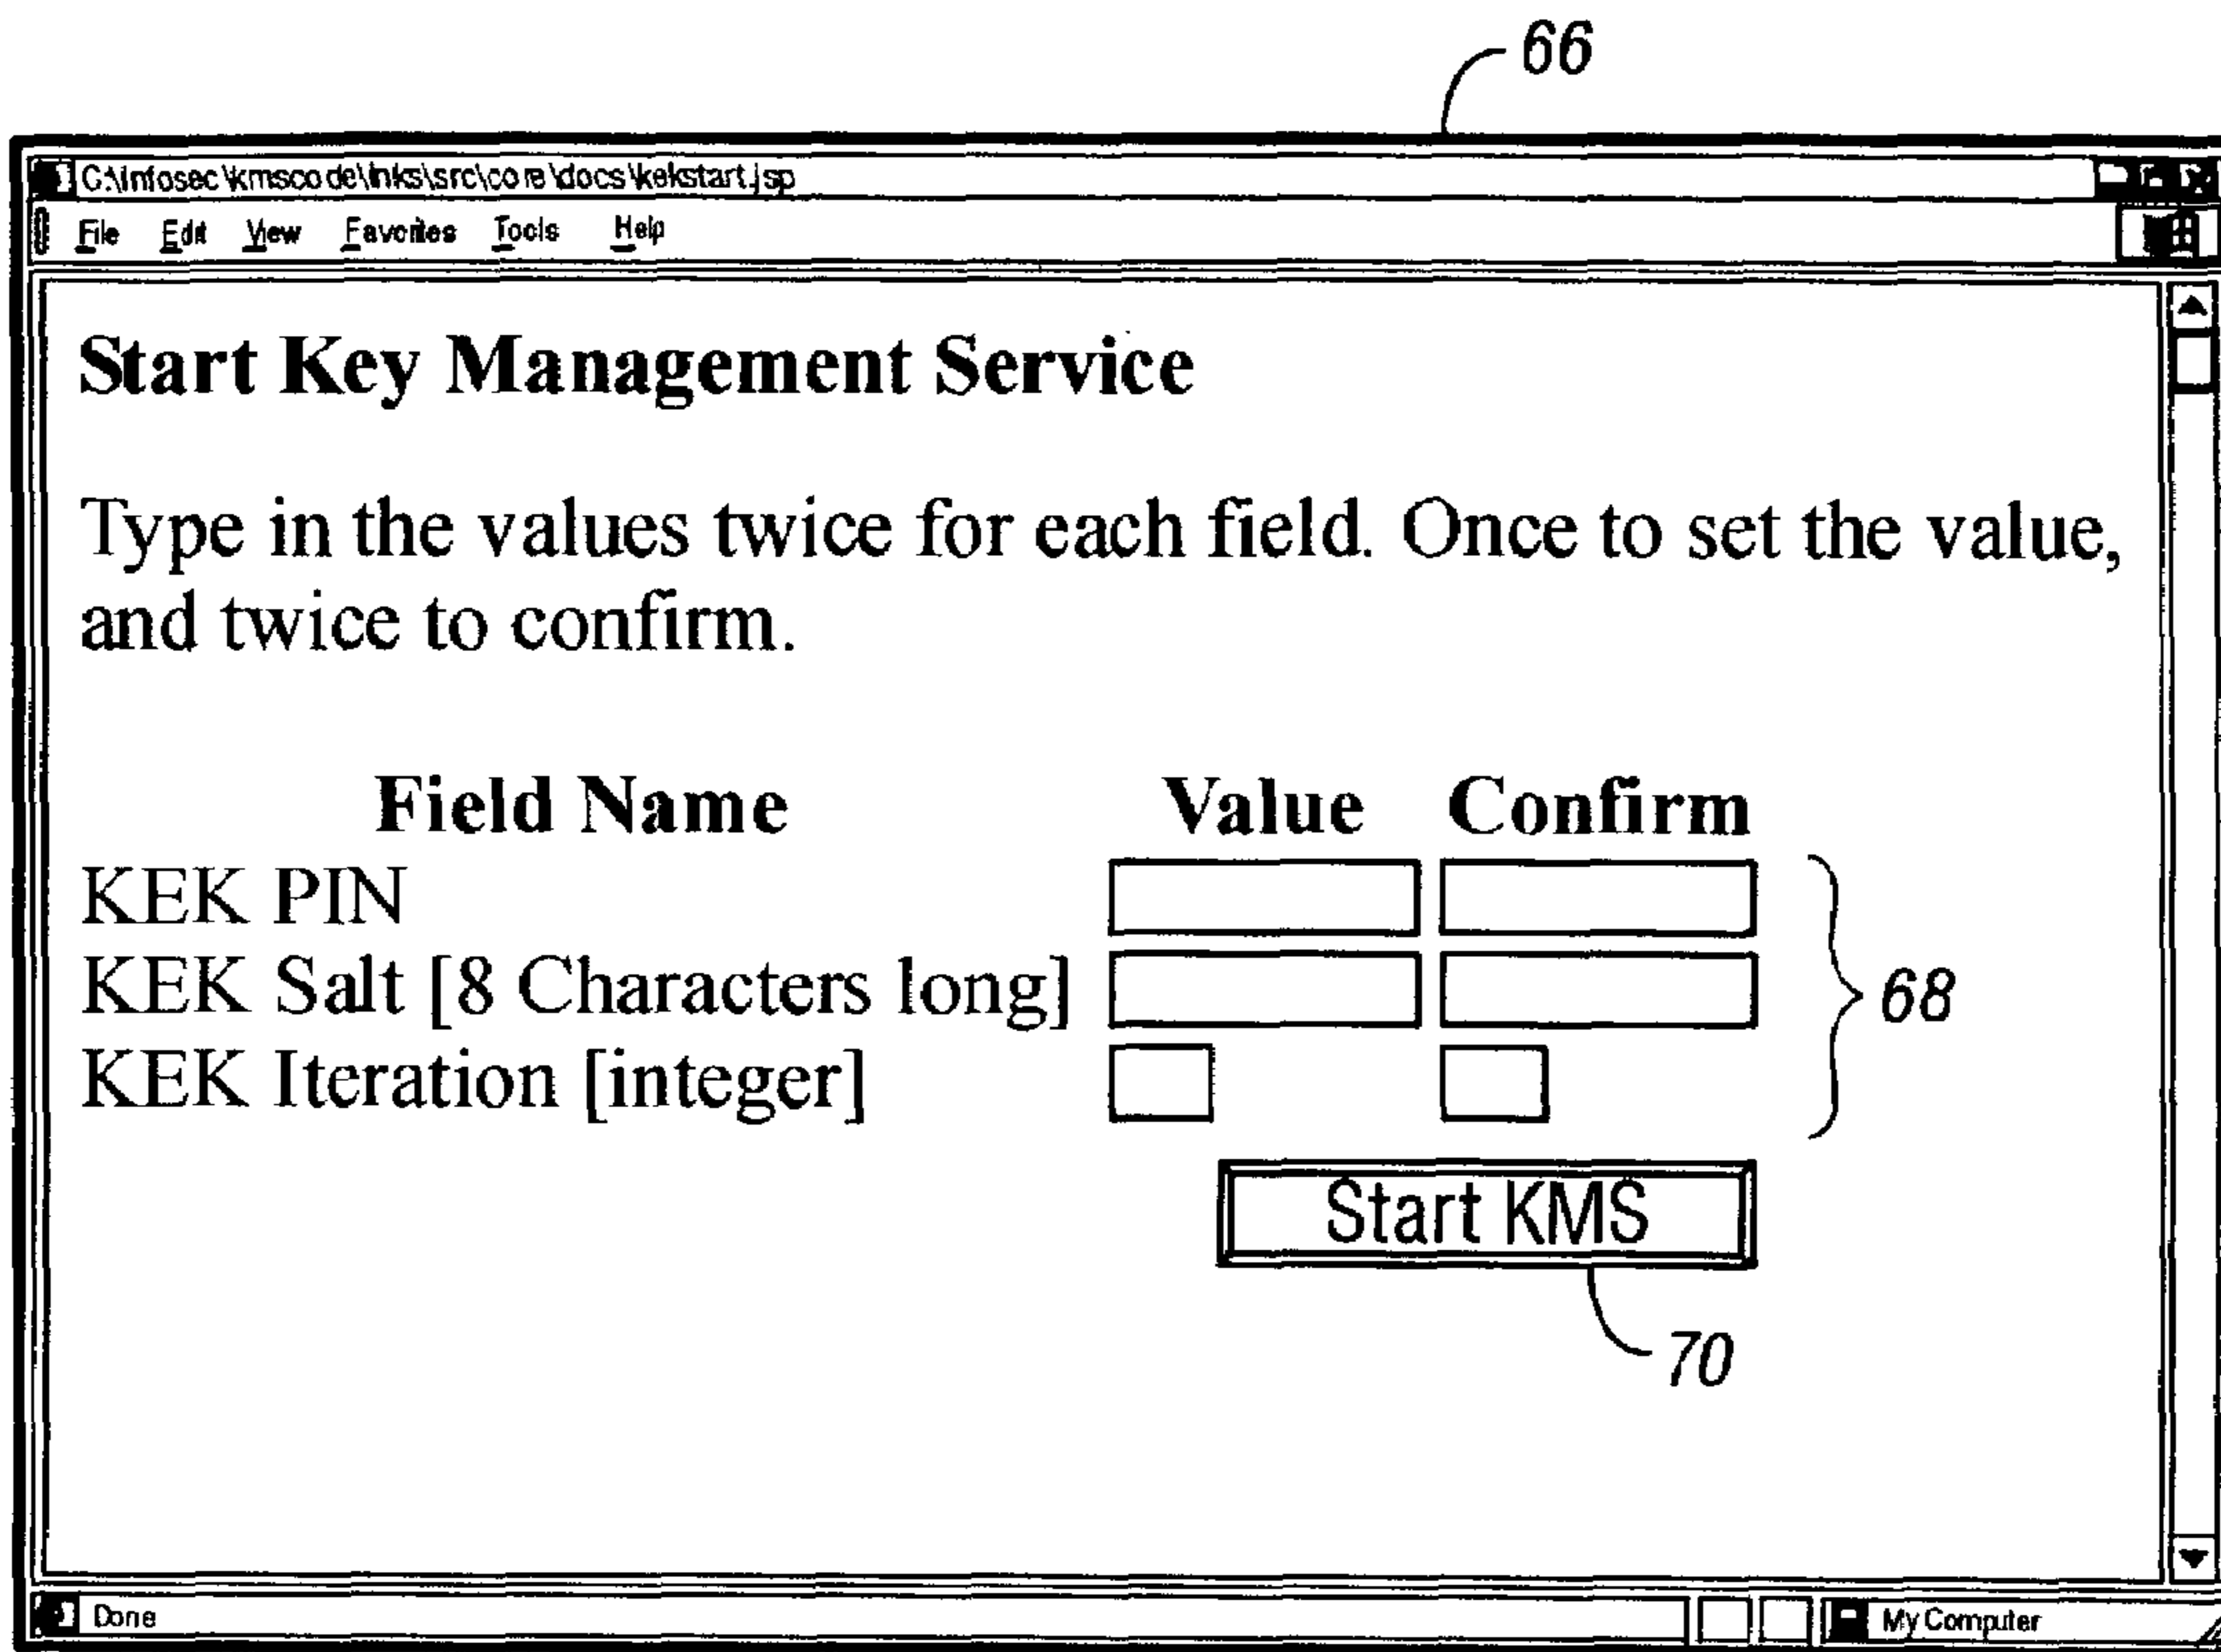 66
C:\Infosec\kmscode\lnks\src\core\docs\kekstart.jsp
File Edit View Favorites Tools Help
Start Key Management Service
Type in the values twice for each field. Once to set the value,
and twice to confirm.
Field Name Value Confirm
KEK PIN
KEK Salt [8 Characters long]
KEK Iteration [integer]
68
Start KMS
70
Done My Computer